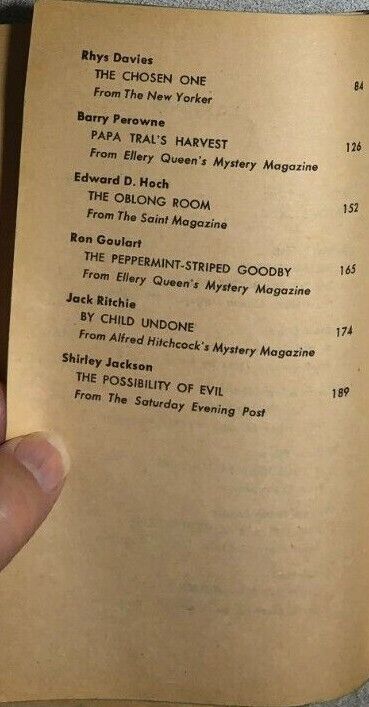 Rhys Davies
THE CHOSEN ONE 84
From The New Yorker
Barry Perowne
PAPA TRAL'S HARVEST 126
From Ellery Queen's Mystery Magazine
Edward D. Hoch
THE OBLONG ROOM 152
From The Saint Magazine
Ron Goulart
THE PEPPERMINT-STRIPED GOODBY 165
From Ellery Queen's Mystery Magazine
Jack Ritchie
BY CHILD UNDONE 174
From Alfred Hitchcock's Mystery Magazine
Shirley Jackson
THE POSSIBILITY OF EVIL 189
From The Saturday Evening Post